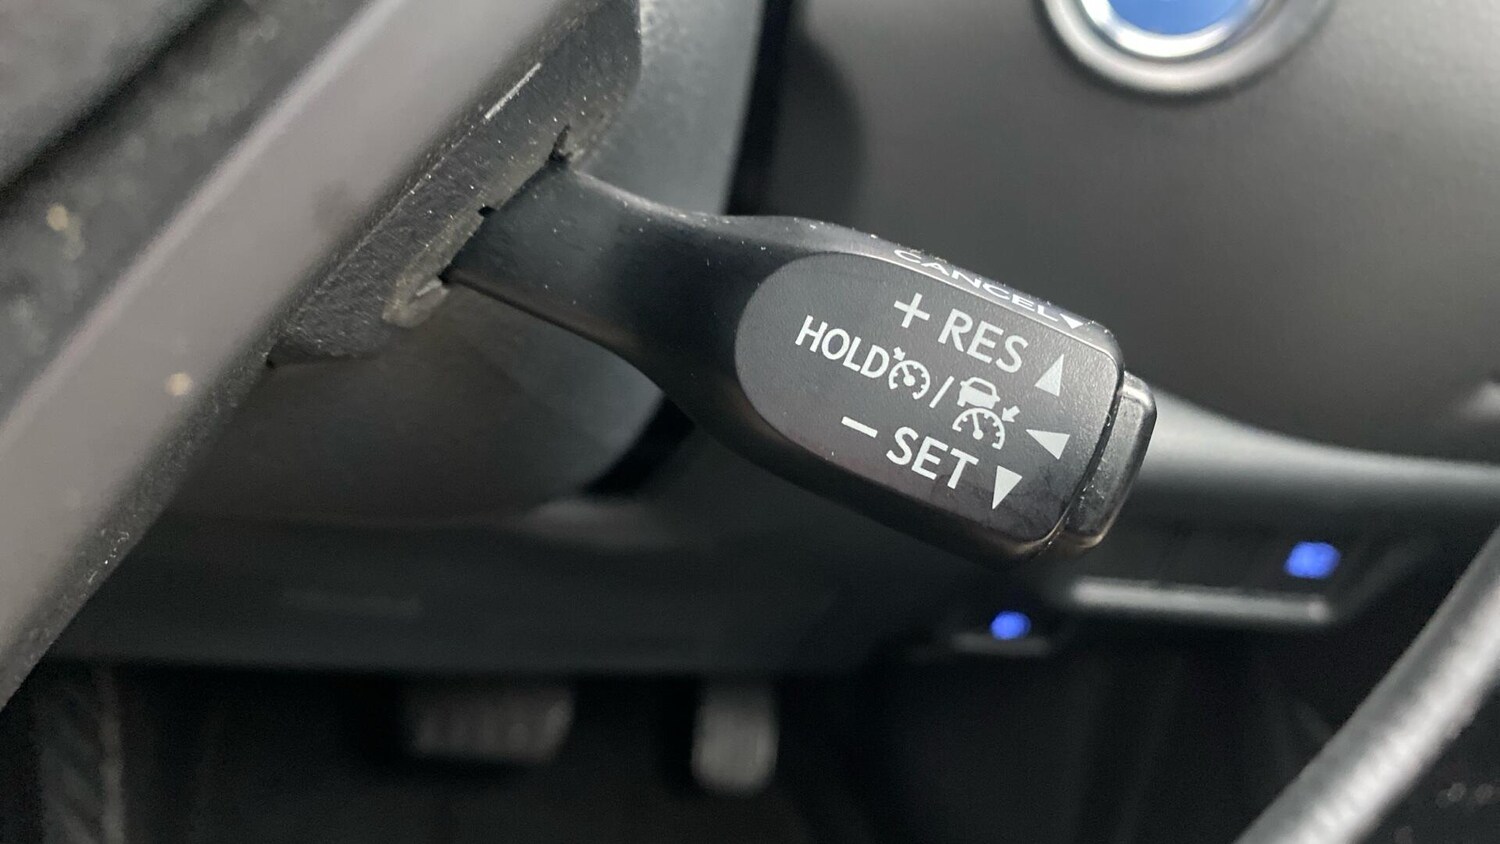 CANCEL
+ RES
HOLD /
− SET